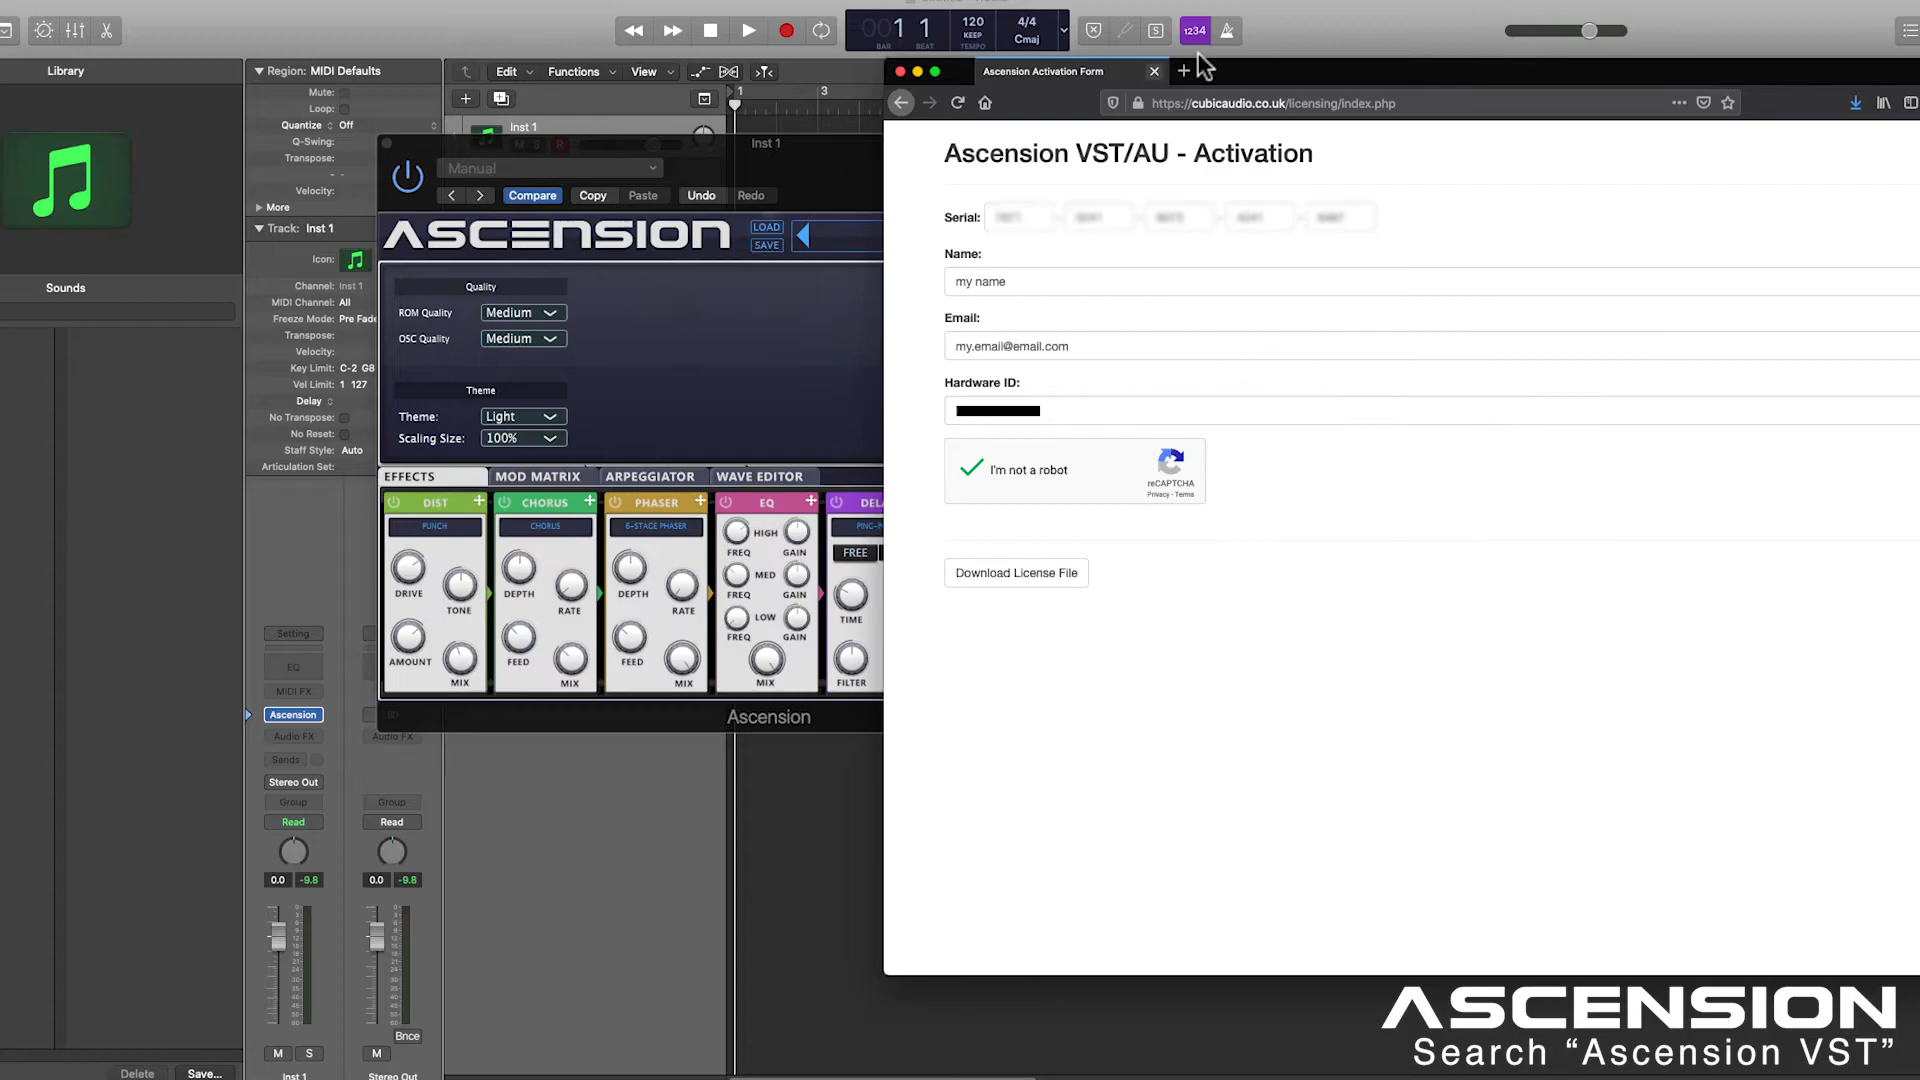 120
KEEP
TEMPO
4/4
Cmaj
1 1
BAR
BEAT
1234
Library
Region: MIDI Defaults
Mute:
Loop:
Quantize Off
Q-Swing:
Transpose:
Velocity:
More
Track: Inst 1
Icon:
Channel: Inst 1
MIDI Channel: All
Freeze Mode: Pre Fade
Transpose:
Velocity:
Key Limit: C-2 G8
Vel Limit: 1 127
Delay
No Transpose:
No Reset:
Staff Style: Auto
Articulation Set:
Sounds
Edit
Functions
View
1
3
Inst 1
M S R
Inst 1
Manual
Compare
Copy
Paste
Undo
Redo
ASCENSION
LOAD
SAVE
Quality
ROM Quality Medium
OSC Quality Medium
Theme
Theme: Light
Scaling Size: 100%
EFFECTS
MOD MATRIX
ARPEGGIATOR
WAVE EDITOR
DIST
CHORUS
PHASER
EQ
PUNCH
CHORUS
6-STAGE PHASER
FREE
DRIVE
TONE
AMOUNT
MIX
DEPTH
RATE
FEED
MIX
DEPTH
RATE
FEED
MIX
HIGH
FREQ
GAIN
MED
FREQ
GAIN
LOW
FREQ
GAIN
MIX
TIME
FILTER
Ascension
Setting
EQ
MIDI FX
Ascension
Audio FX
Audio FX
Sends
Stereo Out
Group
Group
Read
Read
0.0 -9.8
0.0 -9.8
Bnce
M S
M
Inst 1
Stereo Out
Delete
Save...
Ascension Activation Form
https://cubicaudio.co.uk/licensing/index.php
Ascension VST/AU - Activation
Serial:
Name:
my name
Email:
my.email@email.com
Hardware ID:
I'm not a robot
reCAPTCHA
Privacy - Terms
Download License File
ASCENSION
Search “Ascension VST”